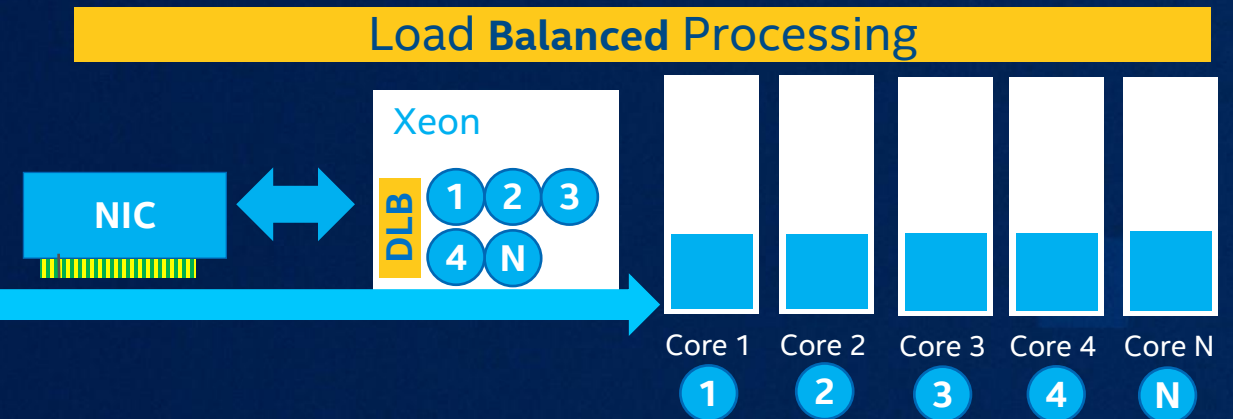 Load Balanced Processing
Xeon
NIC
DLB
1 2 3
4 N
Core 1 Core 2 Core 3 Core 4 Core N
1 2 3 4 N